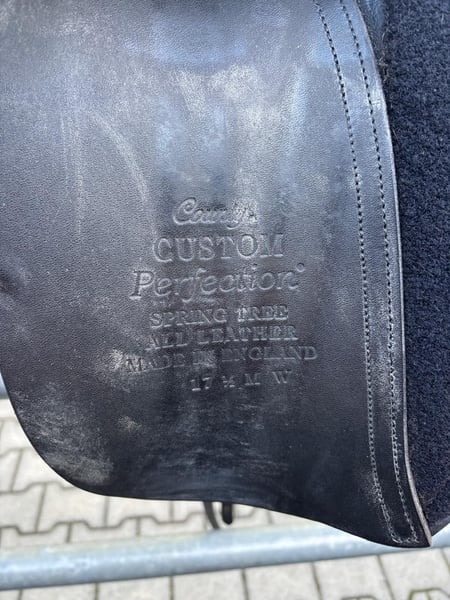 County
CUSTOM
Perfection®
SPRING TREE
ALL LEATHER
MADE IN ENGLAND
17 ½ M W